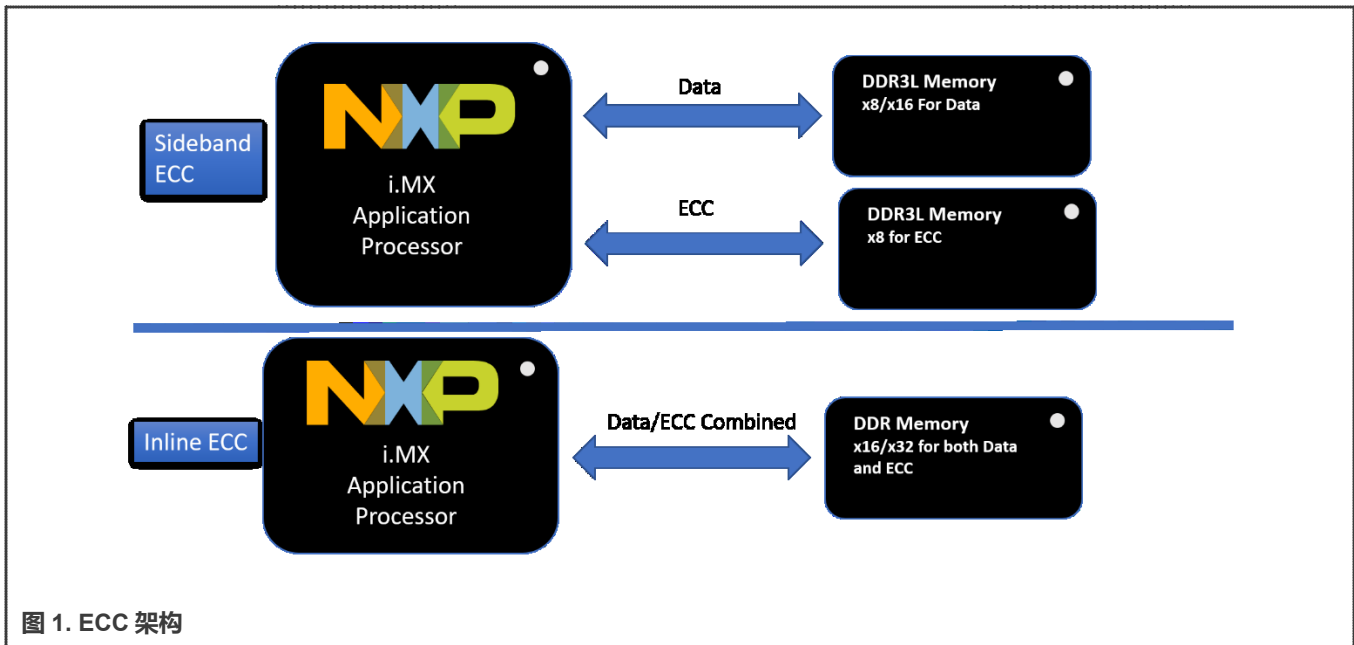 Sideband
ECC
NXP
i.MX
Application
Processor
Data
ECC
DDR3L Memory
x8/x16 For Data
DDR3L Memory
x8 for ECC
Inline ECC
NXP
i.MX
Application
Processor
Data/ECC Combined
DDR Memory
x16/x32 for both Data
and ECC
图 1. ECC 架构